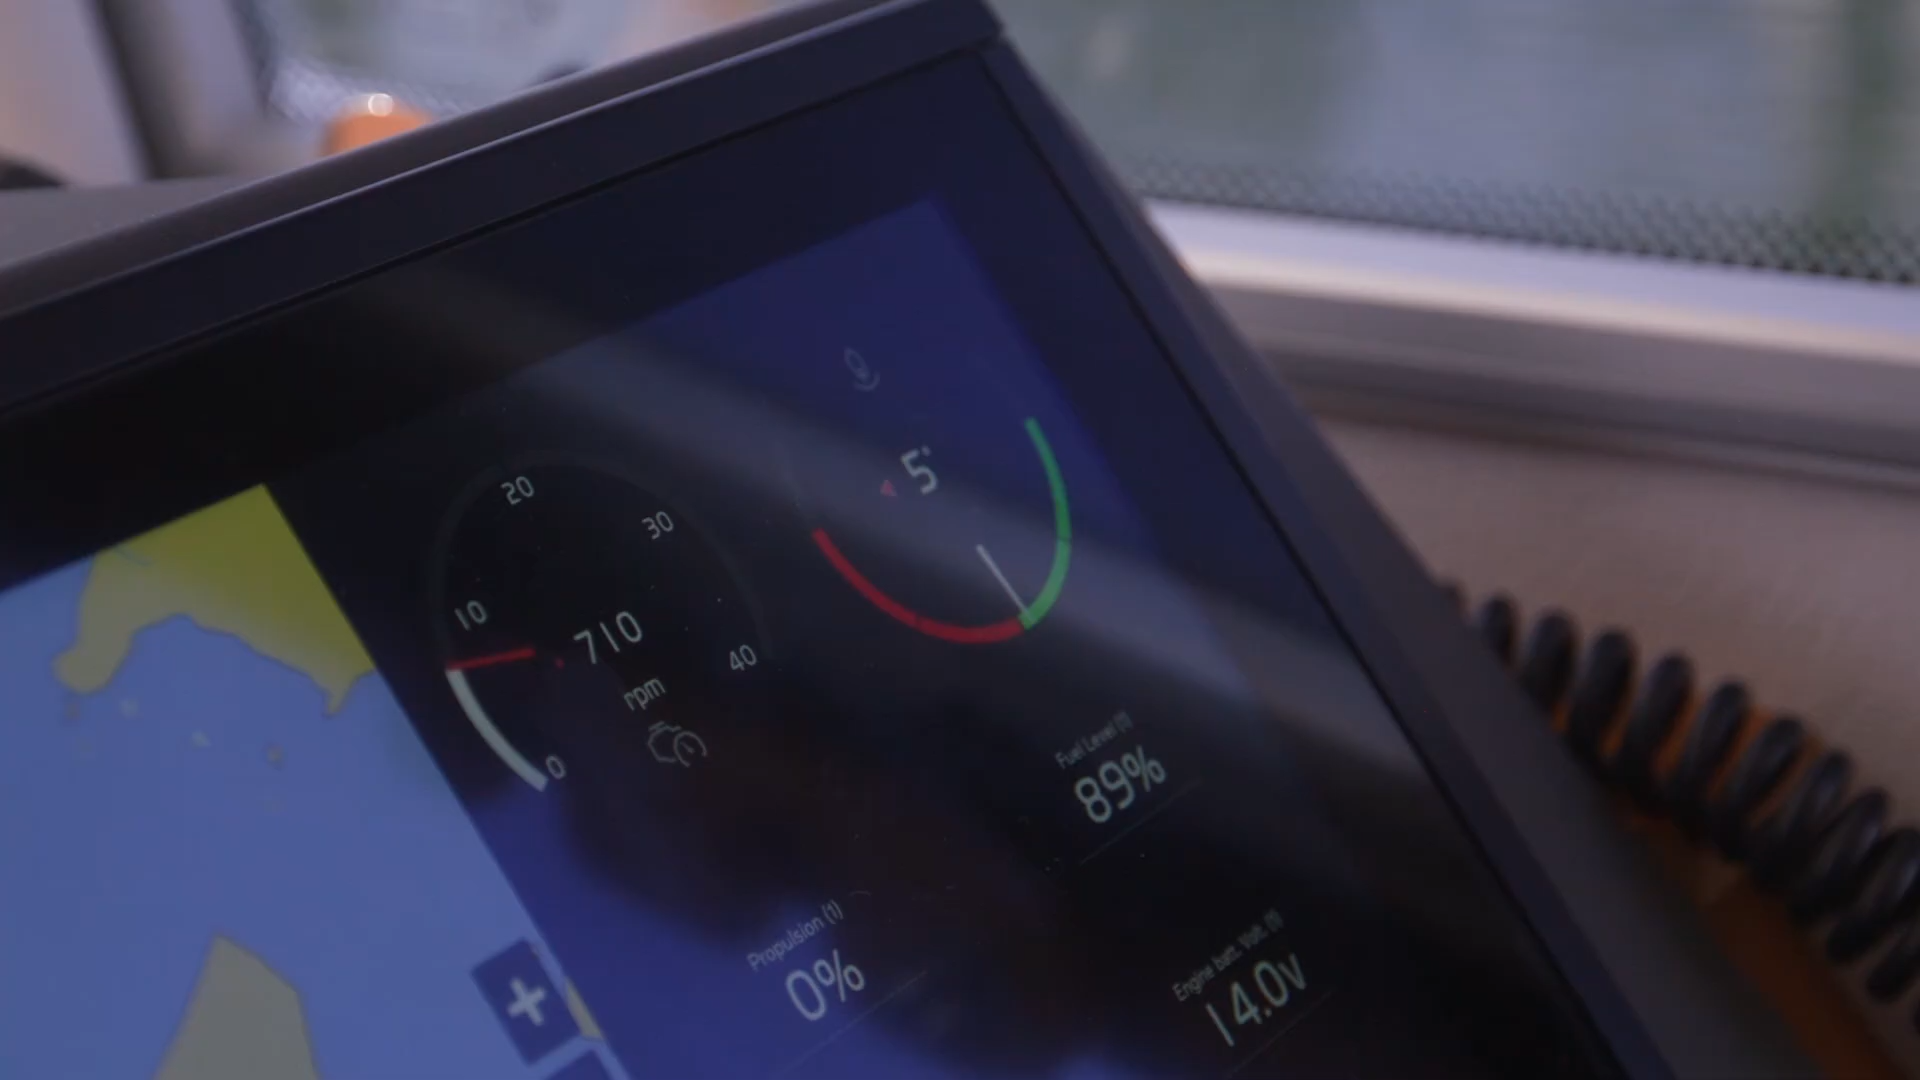 20
30
10
710
40
rpm
0
5°
Fuel Level (1)
89%
Propulsion (1)
0%
Engine batt. Volt. (1)
14.0v
+